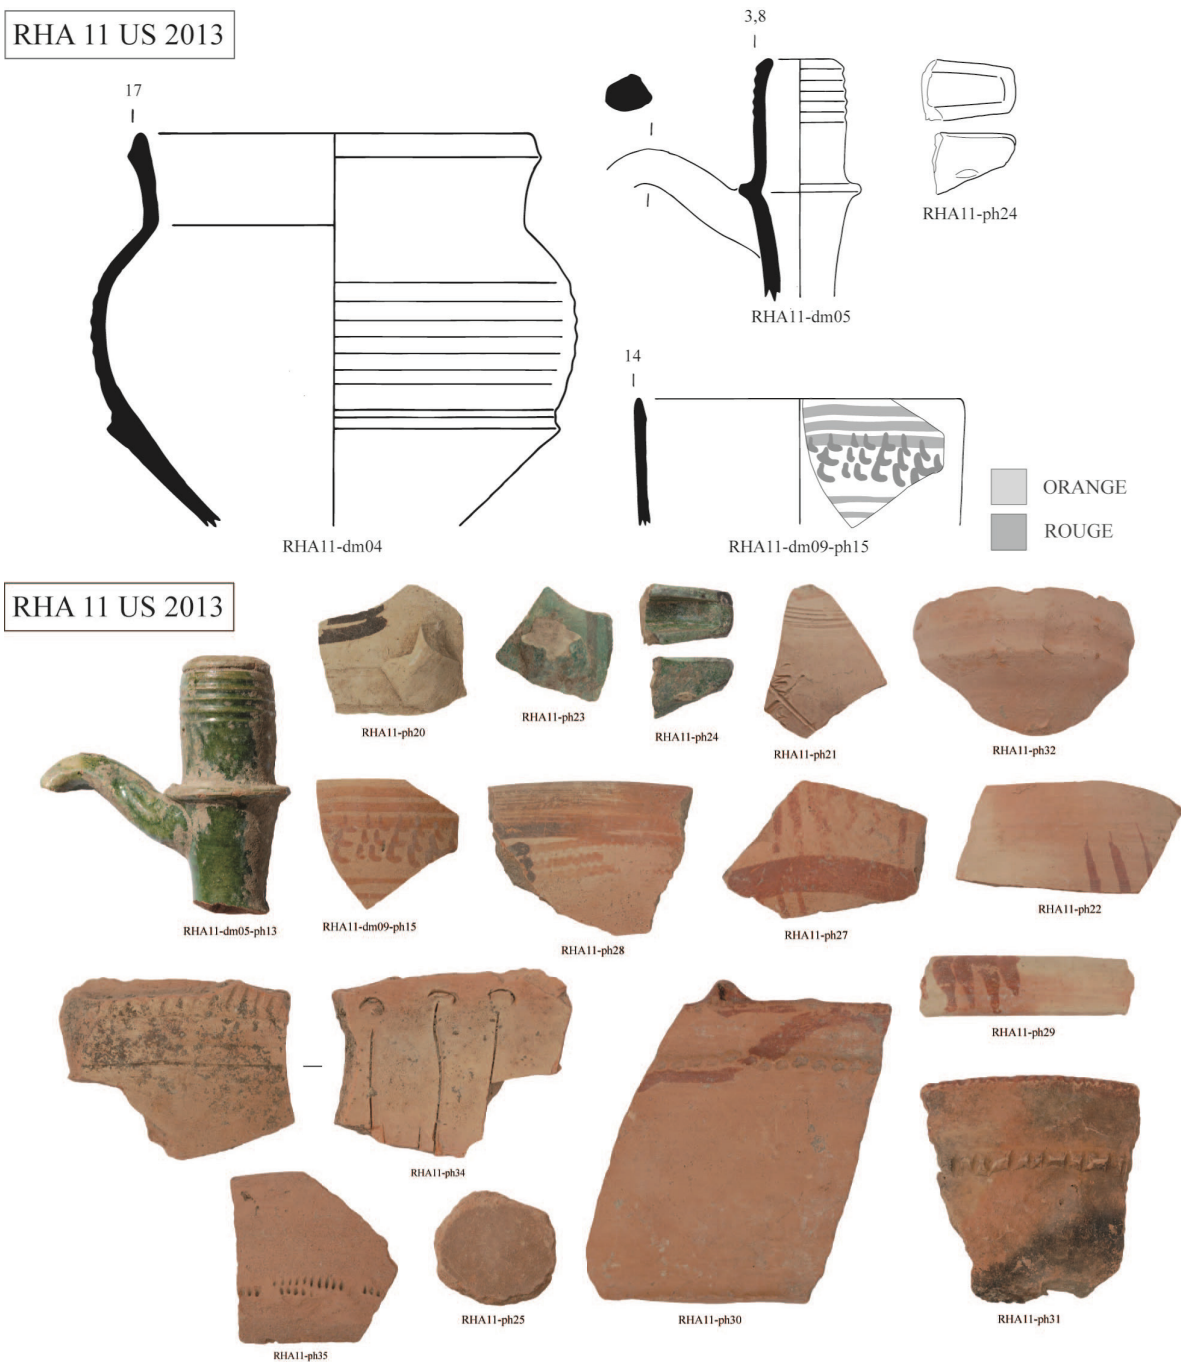 RHA 11 US 2013
17
3,8
RHA11-ph24
RHA11-dm05
14
RHA11-dm04
RHA11-dm09-ph15
ORANGE
ROUGE
RHA 11 US 2013
RHA11-ph20
RHA11-ph23
RHA11-ph24
RHA11-ph21
RHA11-ph32
RHA11-dm05-ph13
RHA11-dm09-ph15
RHA11-ph28
RHA11-ph27
RHA11-ph22
RHA11-ph29
RHA11-ph34
RHA11-ph35
RHA11-ph25
RHA11-ph30
RHA11-ph31